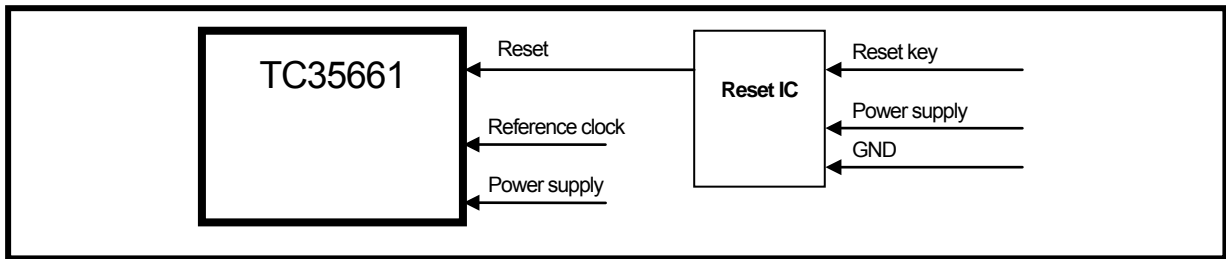 TC35661
Reset
Reference clock
Power supply
Reset IC
Reset key
Power supply
GND